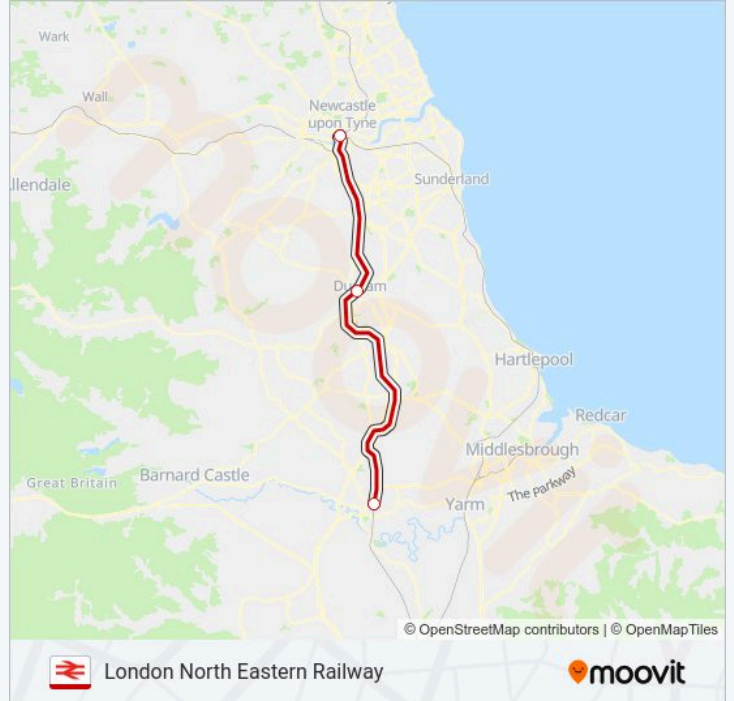 Wark
Wall
Newcastle
upon Tyne
llendale
Sunderland
Durham
Hartlepool
Redcar
Middlesbrough
Great Britain
Barnard Castle
Yarm
The parkway
© OpenStreetMap contributors | © OpenMapTiles
London North Eastern Railway
moovit